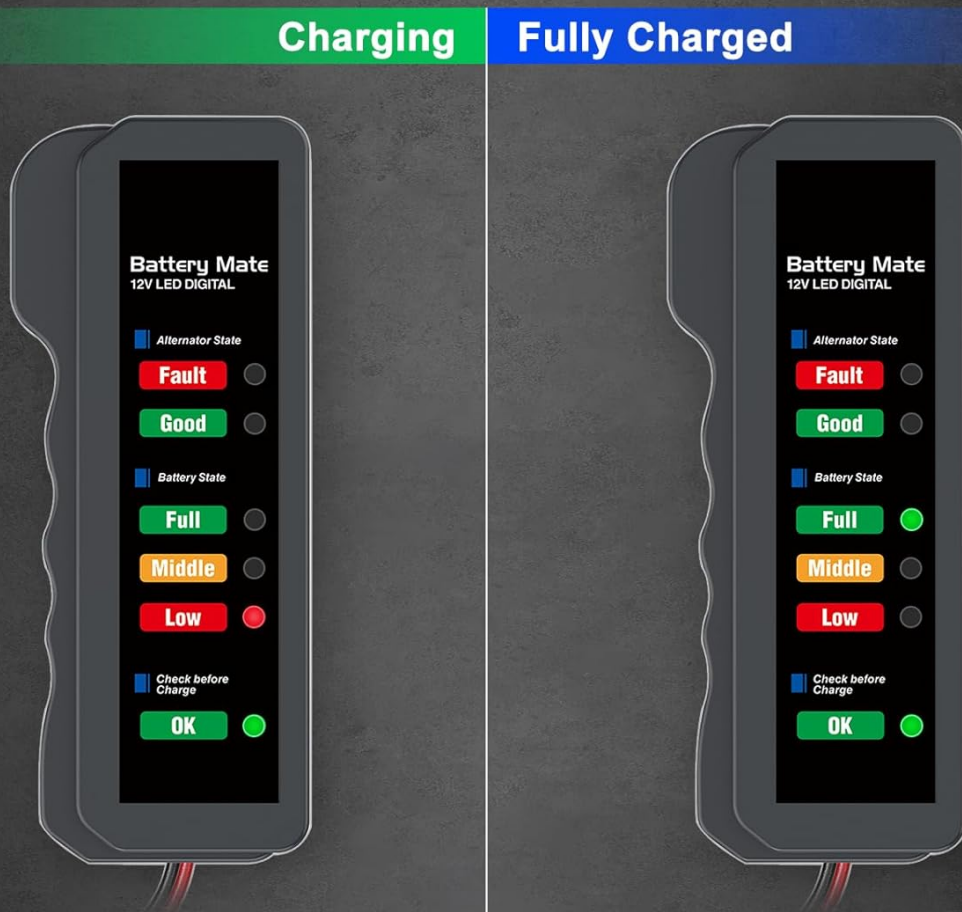 Charging
Fully Charged
Battery Mate
12V LED DIGITAL
Alternator State
Fault
Good
Battery State
Full
Middle
Low
Check before
Charge
OK
Battery Mate
12V LED DIGITAL
Alternator State
Fault
Good
Battery State
Full
Middle
Low
Check before
Charge
OK